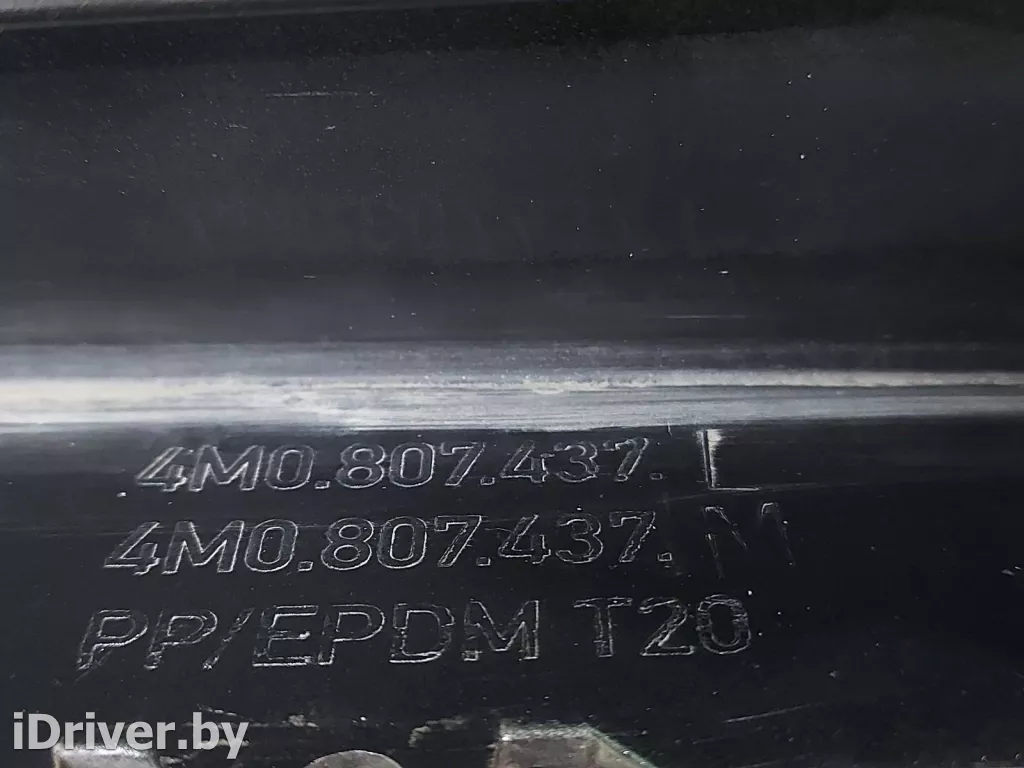 4M0.807.437. L
4M0.807.437. M
PP/EPDM T20
iDriver.by